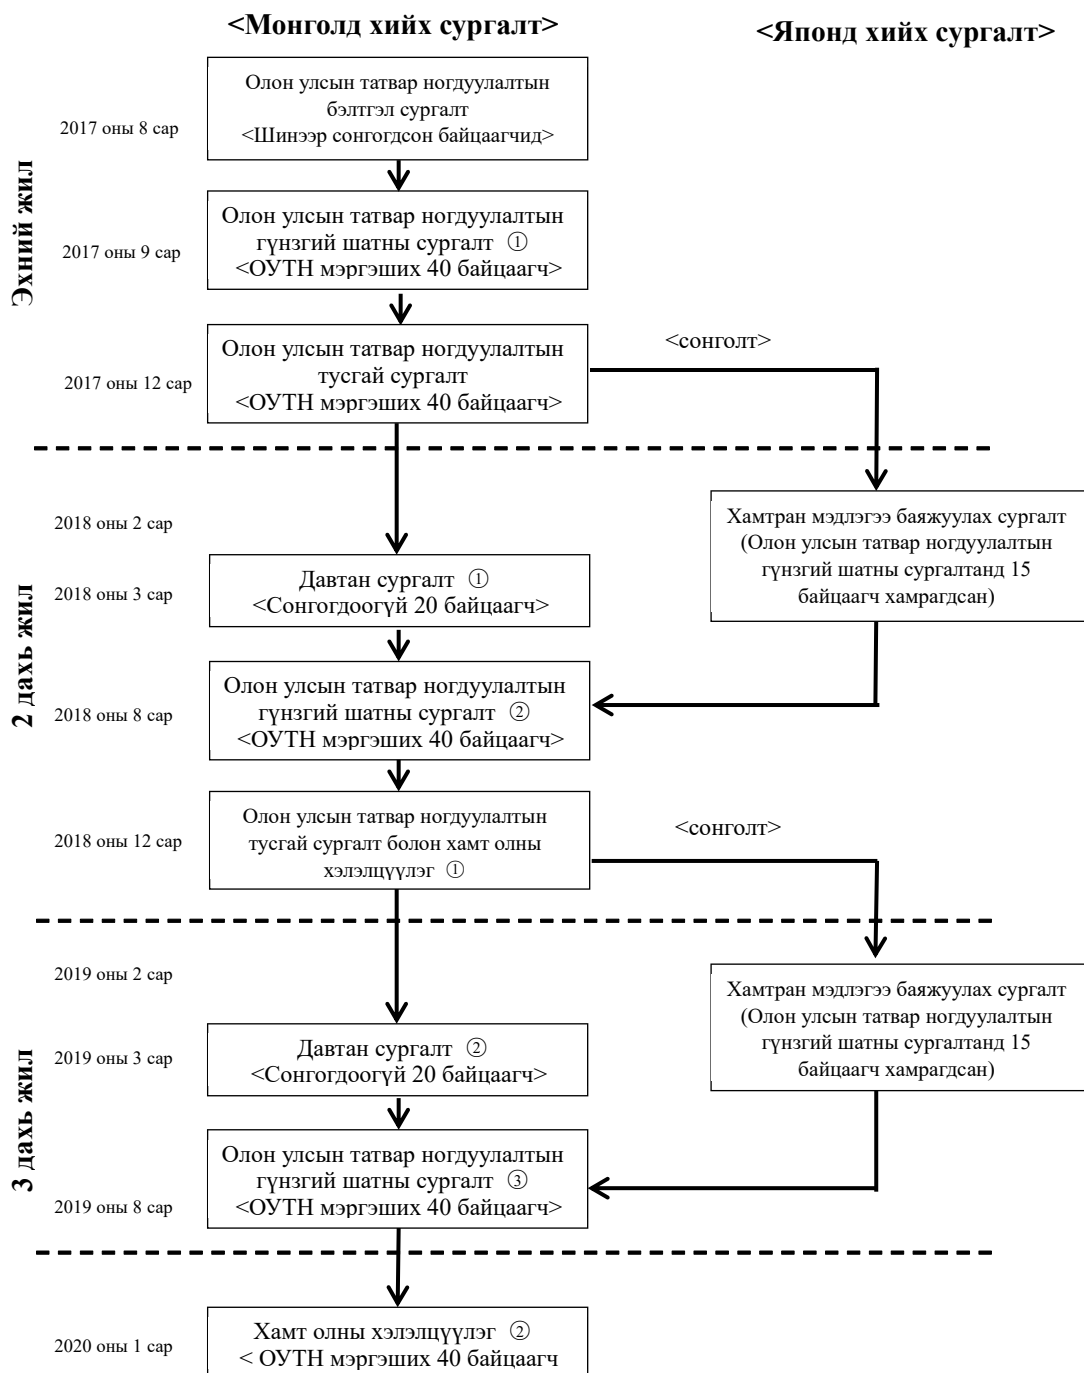 <Монголд хийх сургалт>
<Японд хийх сургалт>
Эхний жил
2017 оны 8 сар
Олон улсын татвар ногдуулалтын
бэлтгэл сургалт
<Шинээр сонгогдсон байцаагчид>
2017 оны 9 сар
Олон улсын татвар ногдуулалтын
гүнзгий шатны сургалт ①
<ОУТН мэргэших 40 байцаагч>
2017 оны 12 сар
Олон улсын татвар ногдуулалтын
тусгай сургалт
<ОУТН мэргэших 40 байцаагч>
<сонголт>
2 дахь жил
2018 оны 2 сар
Хамтран мэдлэгээ баяжуулах сургалт
(Олон улсын татвар ногдуулалтын
гүнзгий шатны сургалтанд 15
байцаагч хамрагдсан)
2018 оны 3 сар
Давтан сургалт ①
<Сонгогдоогүй 20 байцаагч>
2018 оны 8 сар
Олон улсын татвар ногдуулалтын
гүнзгий шатны сургалт ②
<ОУТН мэргэших 40 байцаагч>
2018 оны 12 сар
Олон улсын татвар ногдуулалтын
тусгай сургалт болон хамт олны
хэлэлцүүлэг ①
<сонголт>
3 дахь жил
2019 оны 2 сар
Хамтран мэдлэгээ баяжуулах сургалт
(Олон улсын татвар ногдуулалтын
гүнзгий шатны сургалтанд 15
байцаагч хамрагдсан)
2019 оны 3 сар
Давтан сургалт ②
<Сонгогдоогүй 20 байцаагч>
2019 оны 8 сар
Олон улсын татвар ногдуулалтын
гүнзгий шатны сургалт ③
<ОУТН мэргэших 40 байцаагч>
2020 оны 1 сар
Хамт олны хэлэлцүүлэг ②
< ОУТН мэргэших 40 байцаагч